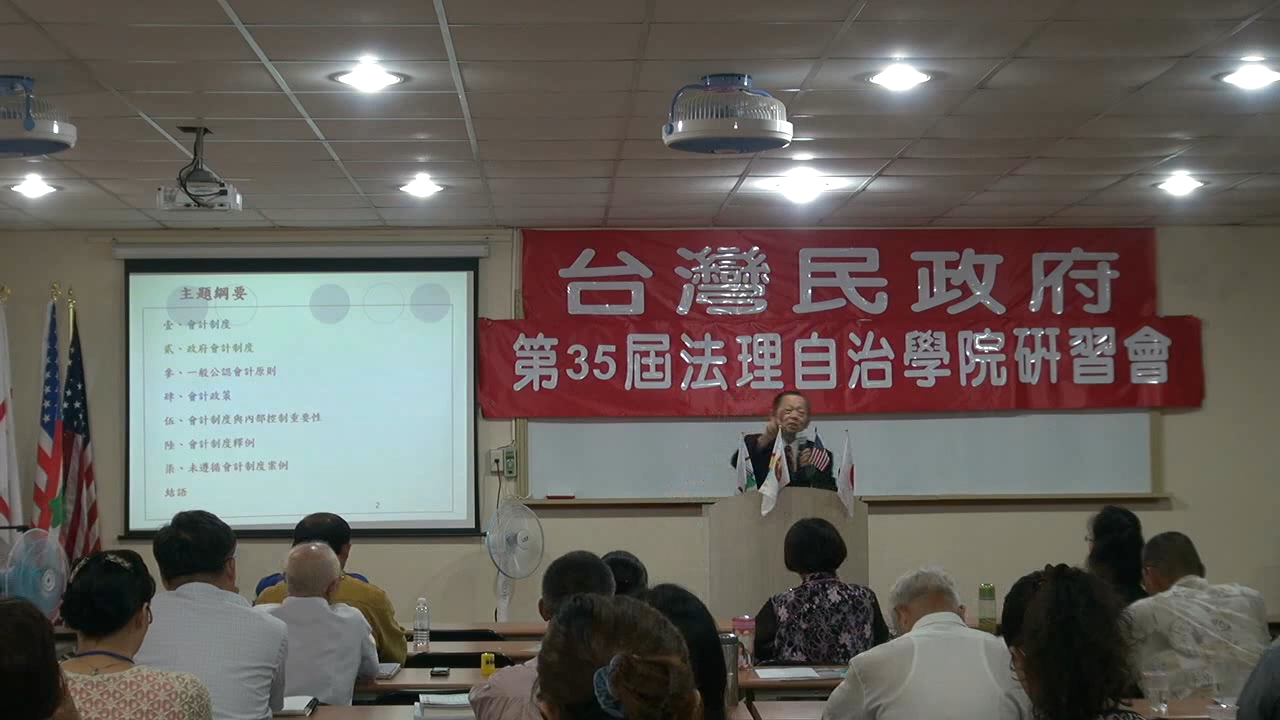 台灣民政府
第35屆法理自治學院研習會
主題綱要
壹、會計制度
貳、政府會計制度
參、一般公認會計原則
肆、會計政策
伍、會計制度與內部控制重要性
陸、會計制度釋例
柒、未遵循會計制度案例
結語
2